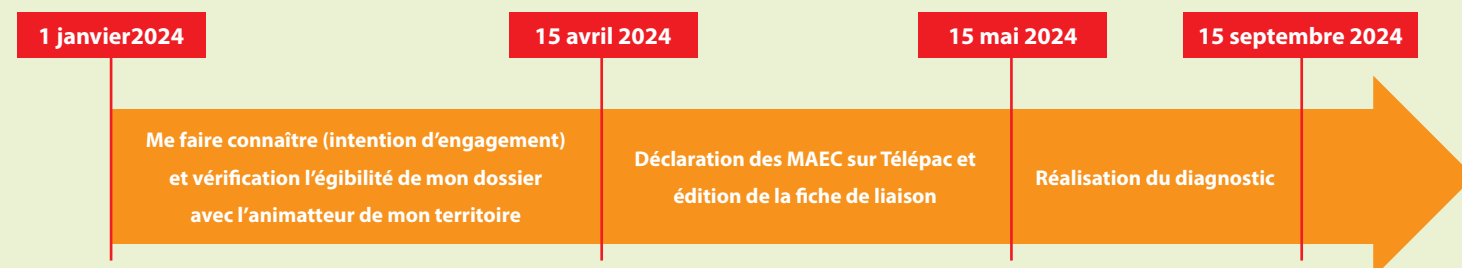 1 janvier2024
15 avril 2024
15 mai 2024
15 septembre 2024
Me faire connaître (intention d'engagement)
et vérification l'égibilité de mon dossier
avec l'animatteur de mon territoire
Déclaration des MAEC sur Télépac et
édition de la fiche de liaison
Réalisation du diagnostic